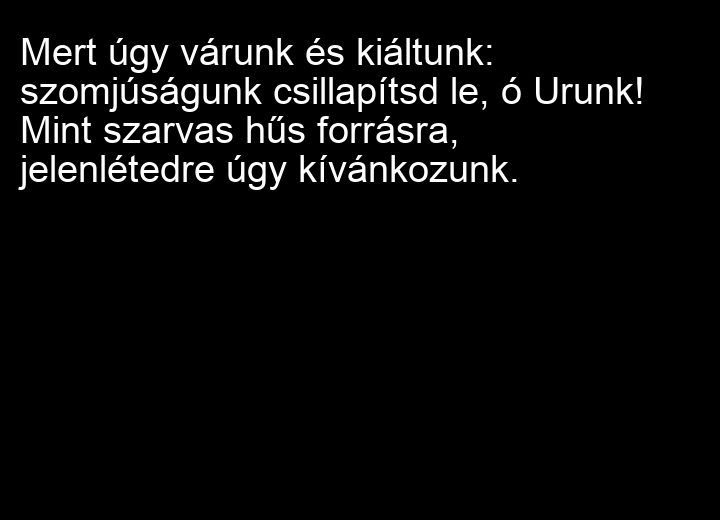 Mert úgy várunk és kiáltunk:
szomjúságunk csillapítsd le, ó Urunk!
Mint szarvas hűs forrásra,
jelenlétedre úgy kívánkozunk.